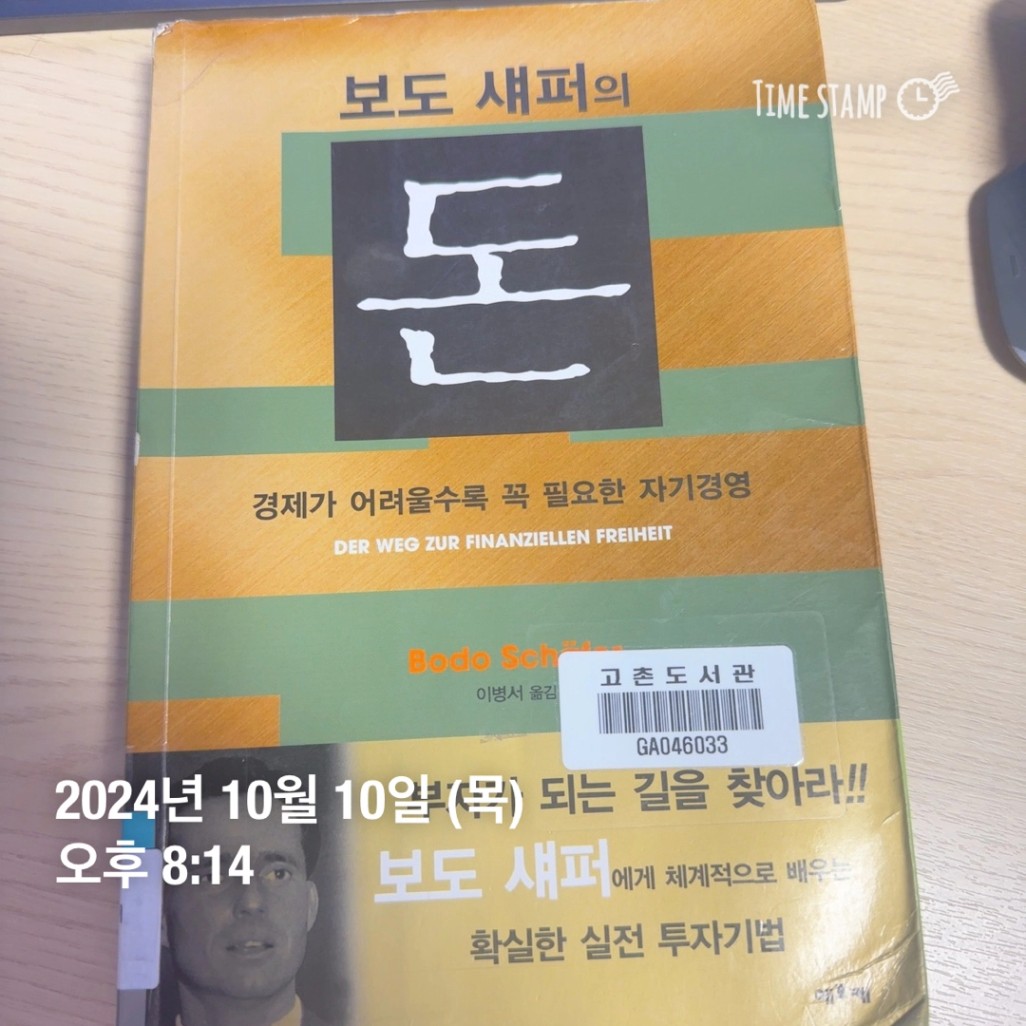 보도 섀퍼의
TIME STAMP
돈
경제가 어려울수록 꼭 필요한 자기경영
DER WEG ZUR FINANZIELLEN FREIHEIT
Bodo
이병서 옮김
고촌도서관
GA046033
되는 길을 찾아라!!
2024년 10월 10일 (목)
오후 8:14
보도 섀퍼에게 체계적으로 배우는
확실한 실전 투자기법